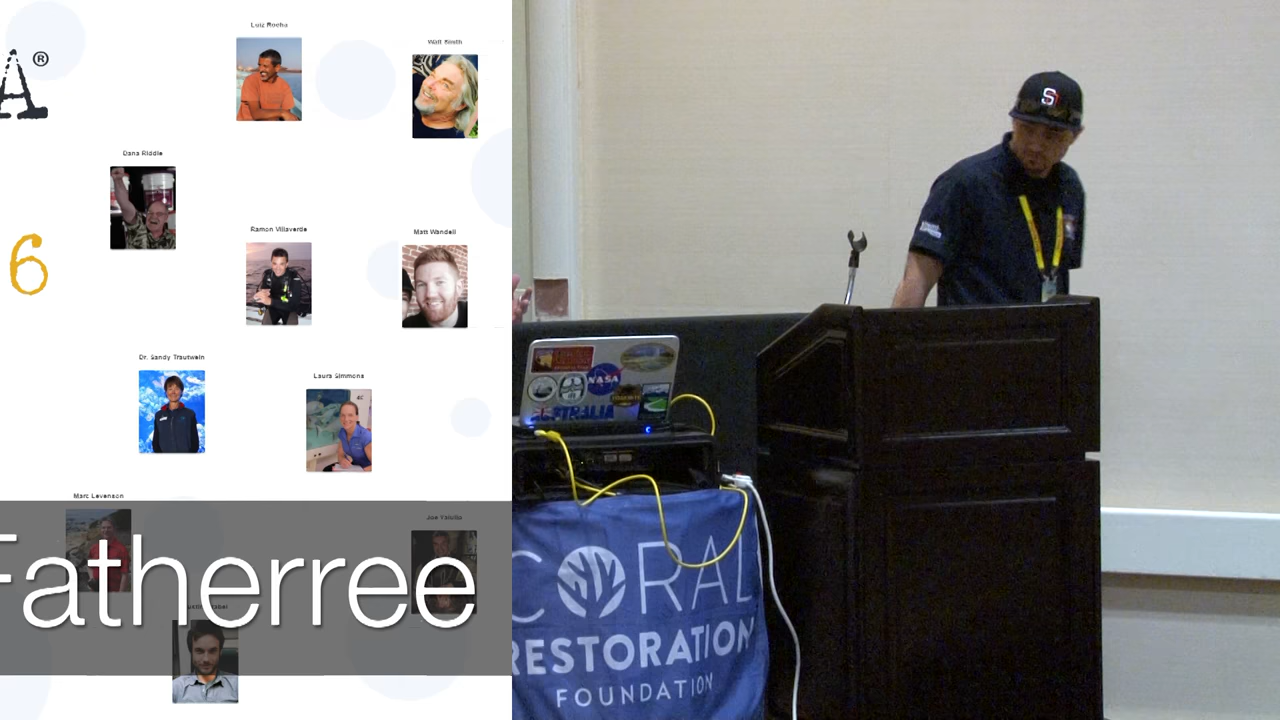 Luiz Rocha
Walt Smith
A®
Dana Riddle
6
Ramon Villaverde
Matt Wandell
Dr. Sandy Trautwein
Laura Simmons
Marc Levenson
Joe Yaiullo
Fatherree
S
NASA
AUSTRALIA
CORAL
RESTORATION
FOUNDATION